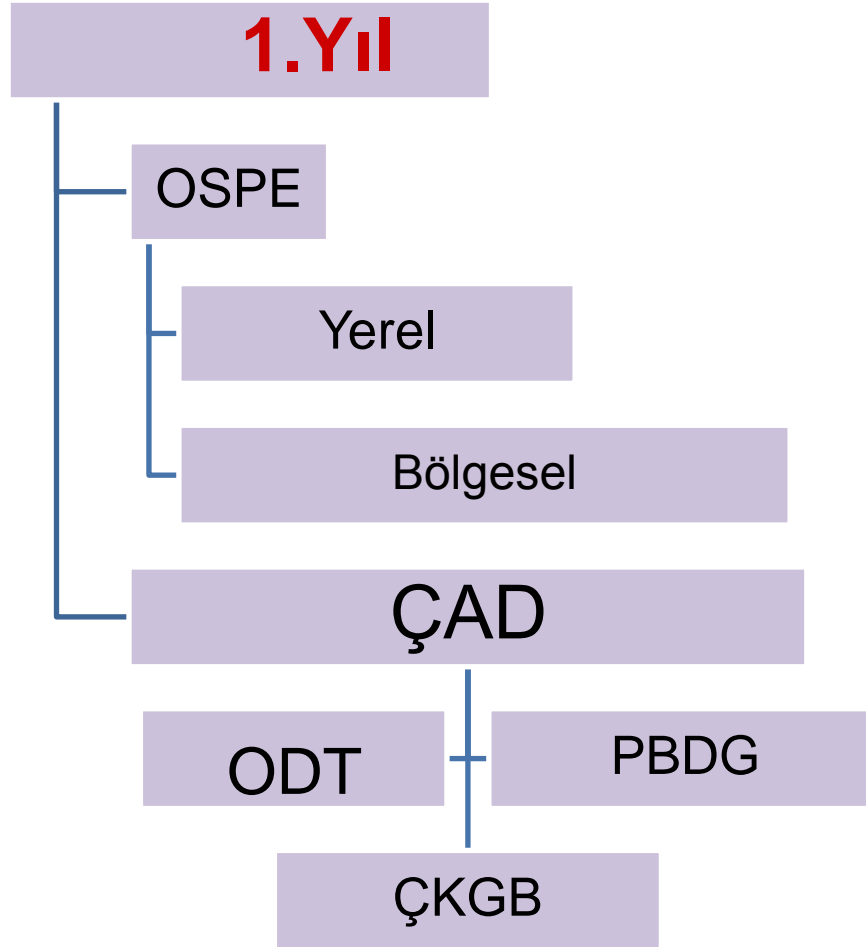 1.Yıl
OSPE
Yerel
Bölgesel
ÇAD
ODT
PBDG
ÇKGB